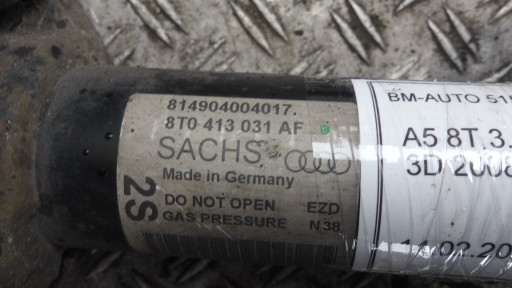 814904004017.
8T0 413 031 AF
SACHS
Made in Germany
2S
DO NOT OPEN EZD
GAS PRESSURE N38
BM-AUTO
A5 8T 3.
3D 2008